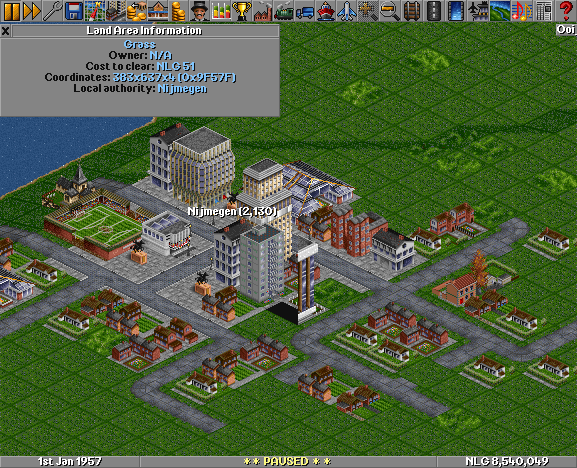 Land Area Information
Ooi
Grass
Owner: N/A
Cost to clear: NLG 51
Coordinates: 383x637x4 (0x9F57F)
Local authority: Nijmegen
Nijmegen (2,130)
1st Jan 1957
* * PAUSED * *
NLG 8,540,049